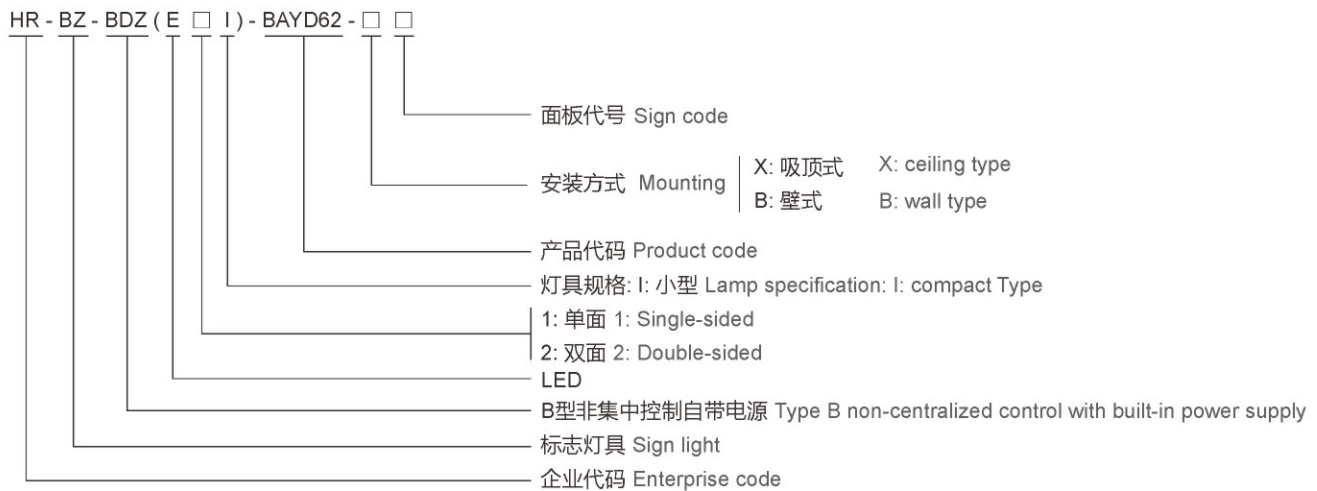 HR - BZ - BDZ ( E □ I ) - BAYD62 - □ □
面板代号 Sign code
安装方式 Mounting
X: 吸顶式 X: ceiling type
B: 壁式 B: wall type
产品代码 Product code
灯具规格: I: 小型 Lamp specification: I: compact Type
1: 单面 1: Single-sided
2: 双面 2: Double-sided
LED
B型非集中控制自带电源 Type B non-centralized control with built-in power supply
标志灯具 Sign light
企业代码 Enterprise code